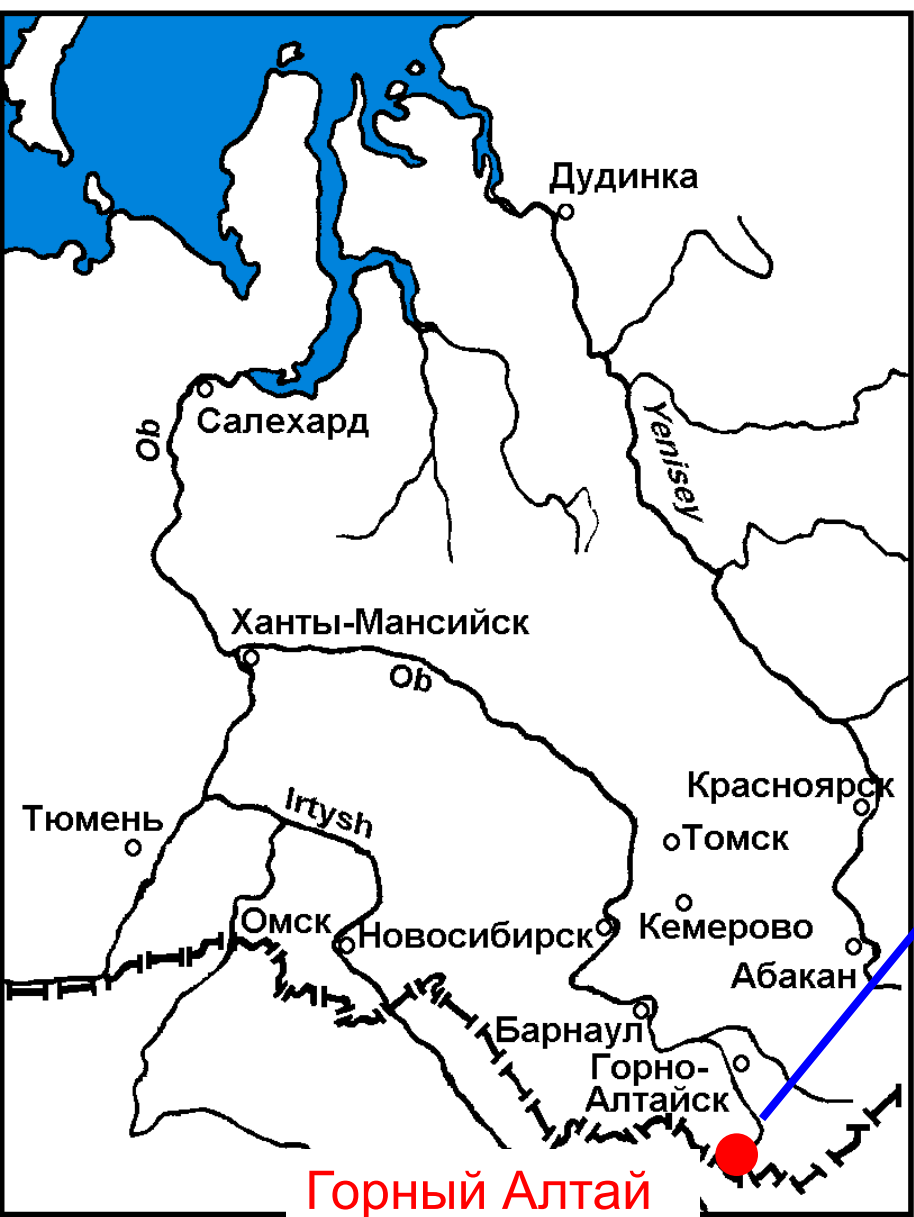 Дудинка
Салехард
Ob
Yenisey
Ханты-Мансийск
Ob
Красноярск
Irtysh
Тюмень
Томск
Омск
Новосибирск
Кемерово
Абакан
Барнаул
Горно-
Алтайск
Горный Алтай